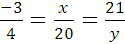 -3/4 = x/20 = 21/y